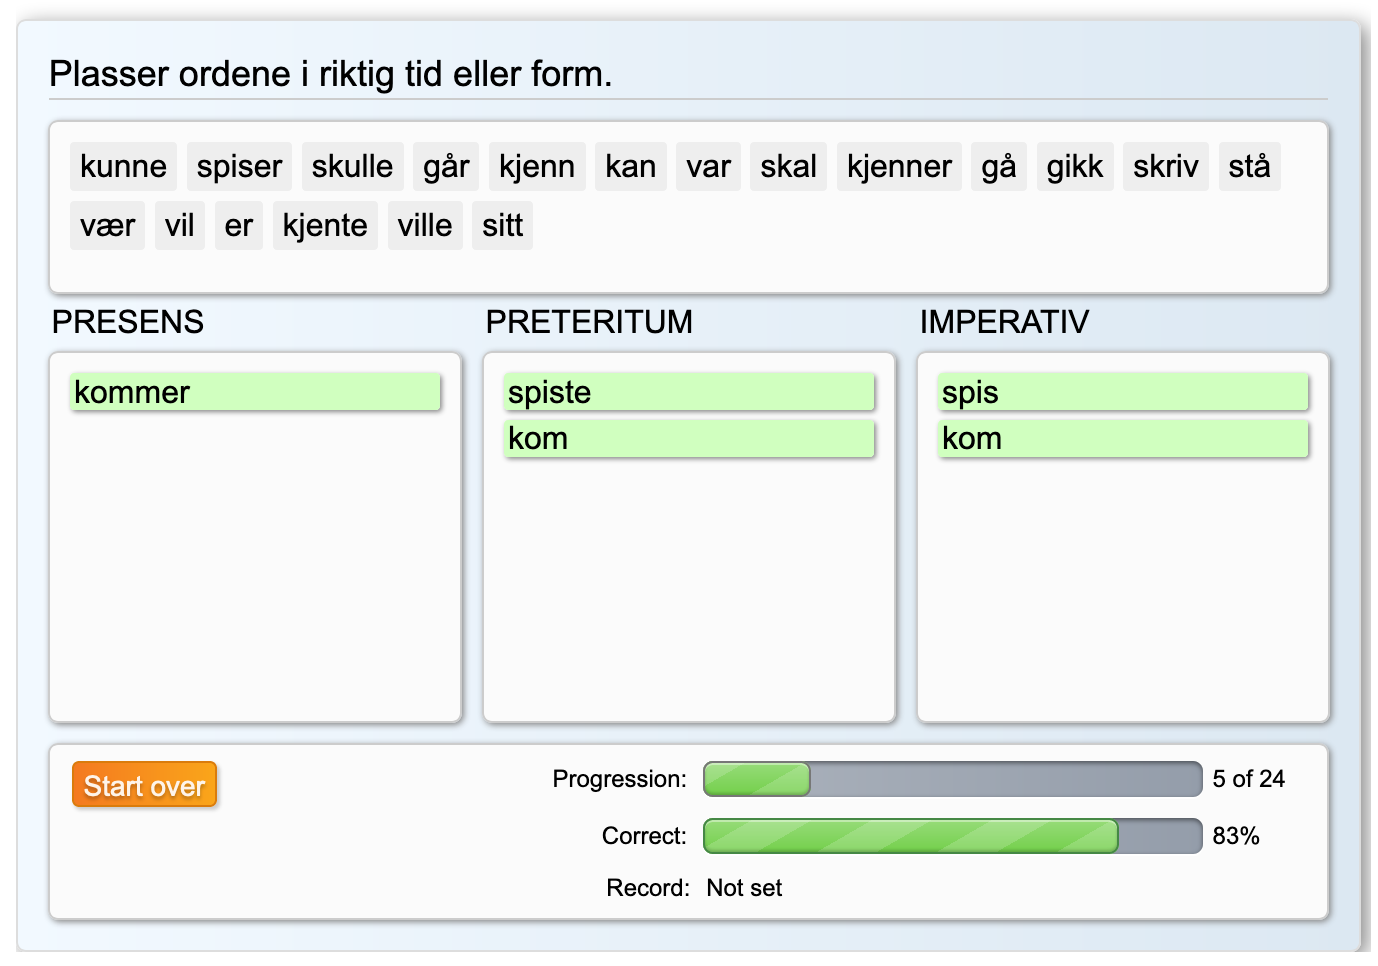 Plasser ordene i riktig tid eller form.
kunne spiser skulle går kjenn kan var skal kjenner gå gikk skriv stå
vær vil er kjente ville sitt
PRESENS PRETERITUM IMPERATIV
kommer spiste spis
kom kom
Start over Progression: 5 of 24
Correct: 83%
Record: Not set